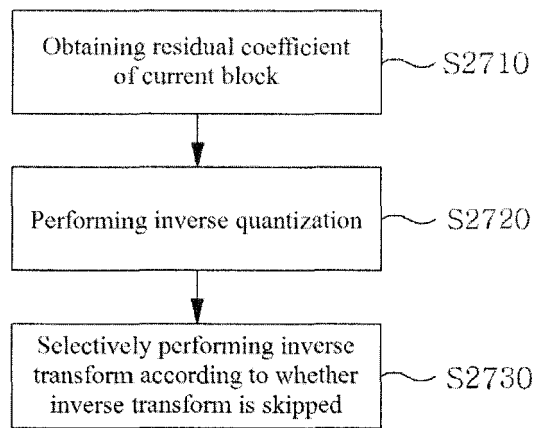 Obtaining residual coefficient
of current block
S2710
Performing inverse quantization
S2720
Selectively performing inverse
transform according to whether
inverse transform is skipped
S2730